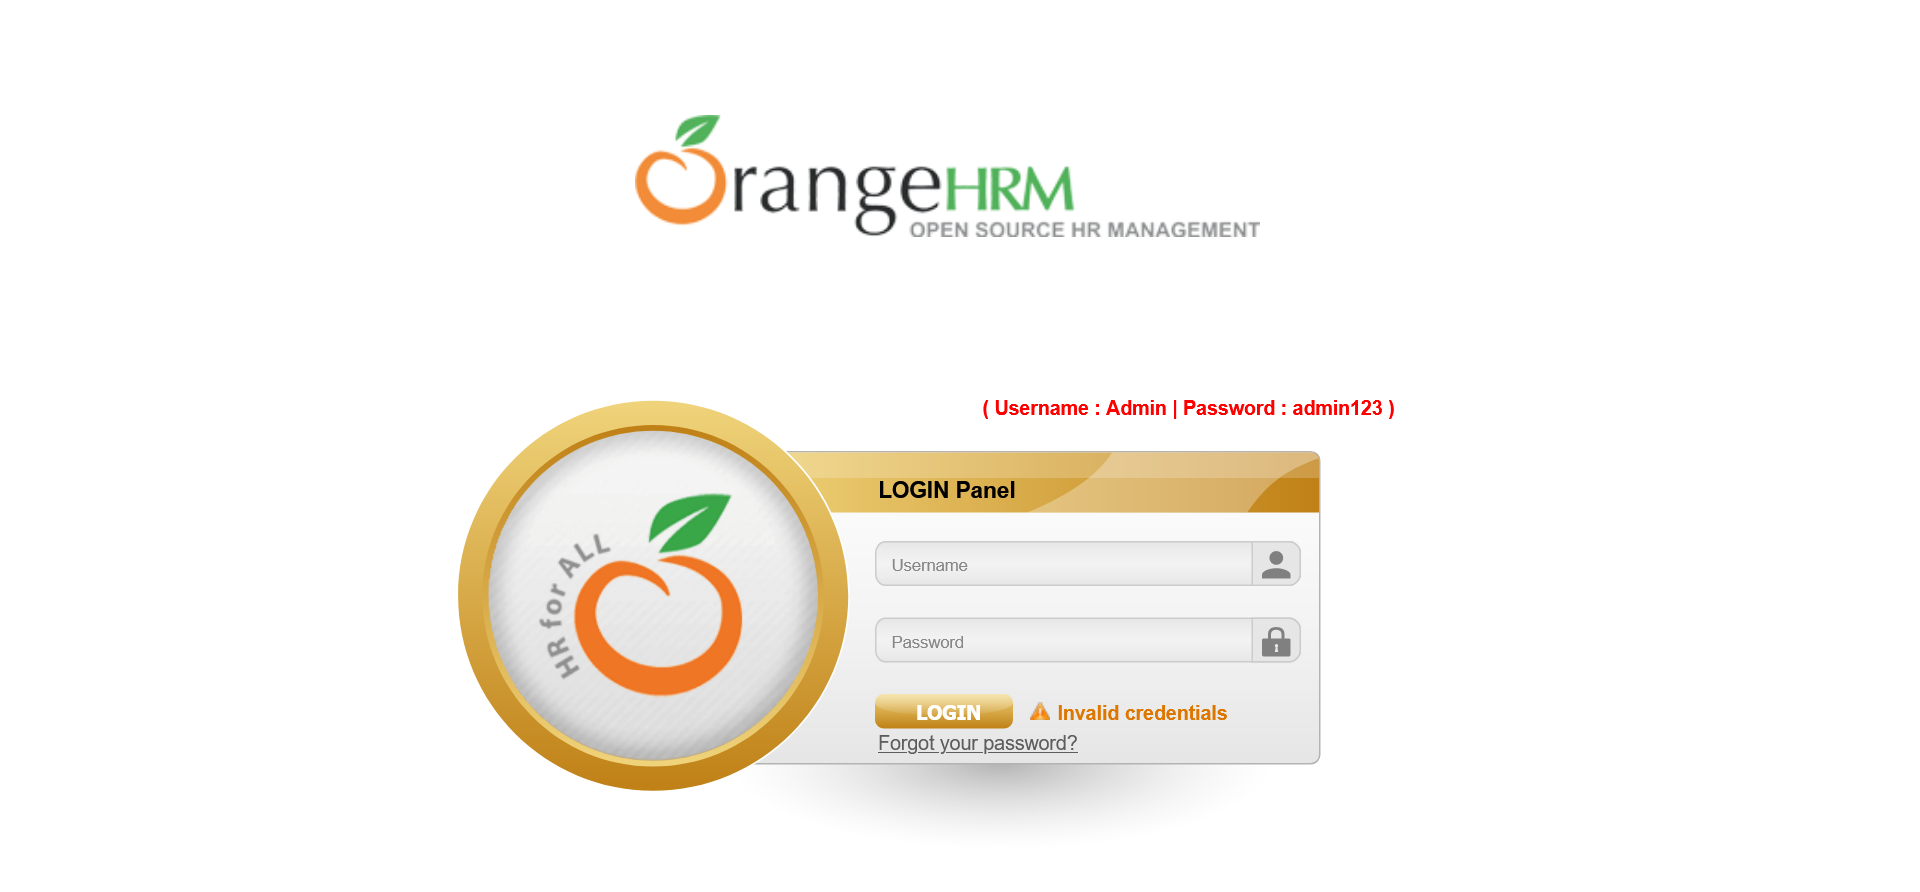 OrangeHRM
OPEN SOURCE HR MANAGEMENT
( Username : Admin | Password : admin123 )
HR for ALL
LOGIN Panel
Username
Password
LOGIN Invalid credentials
Forgot your password?